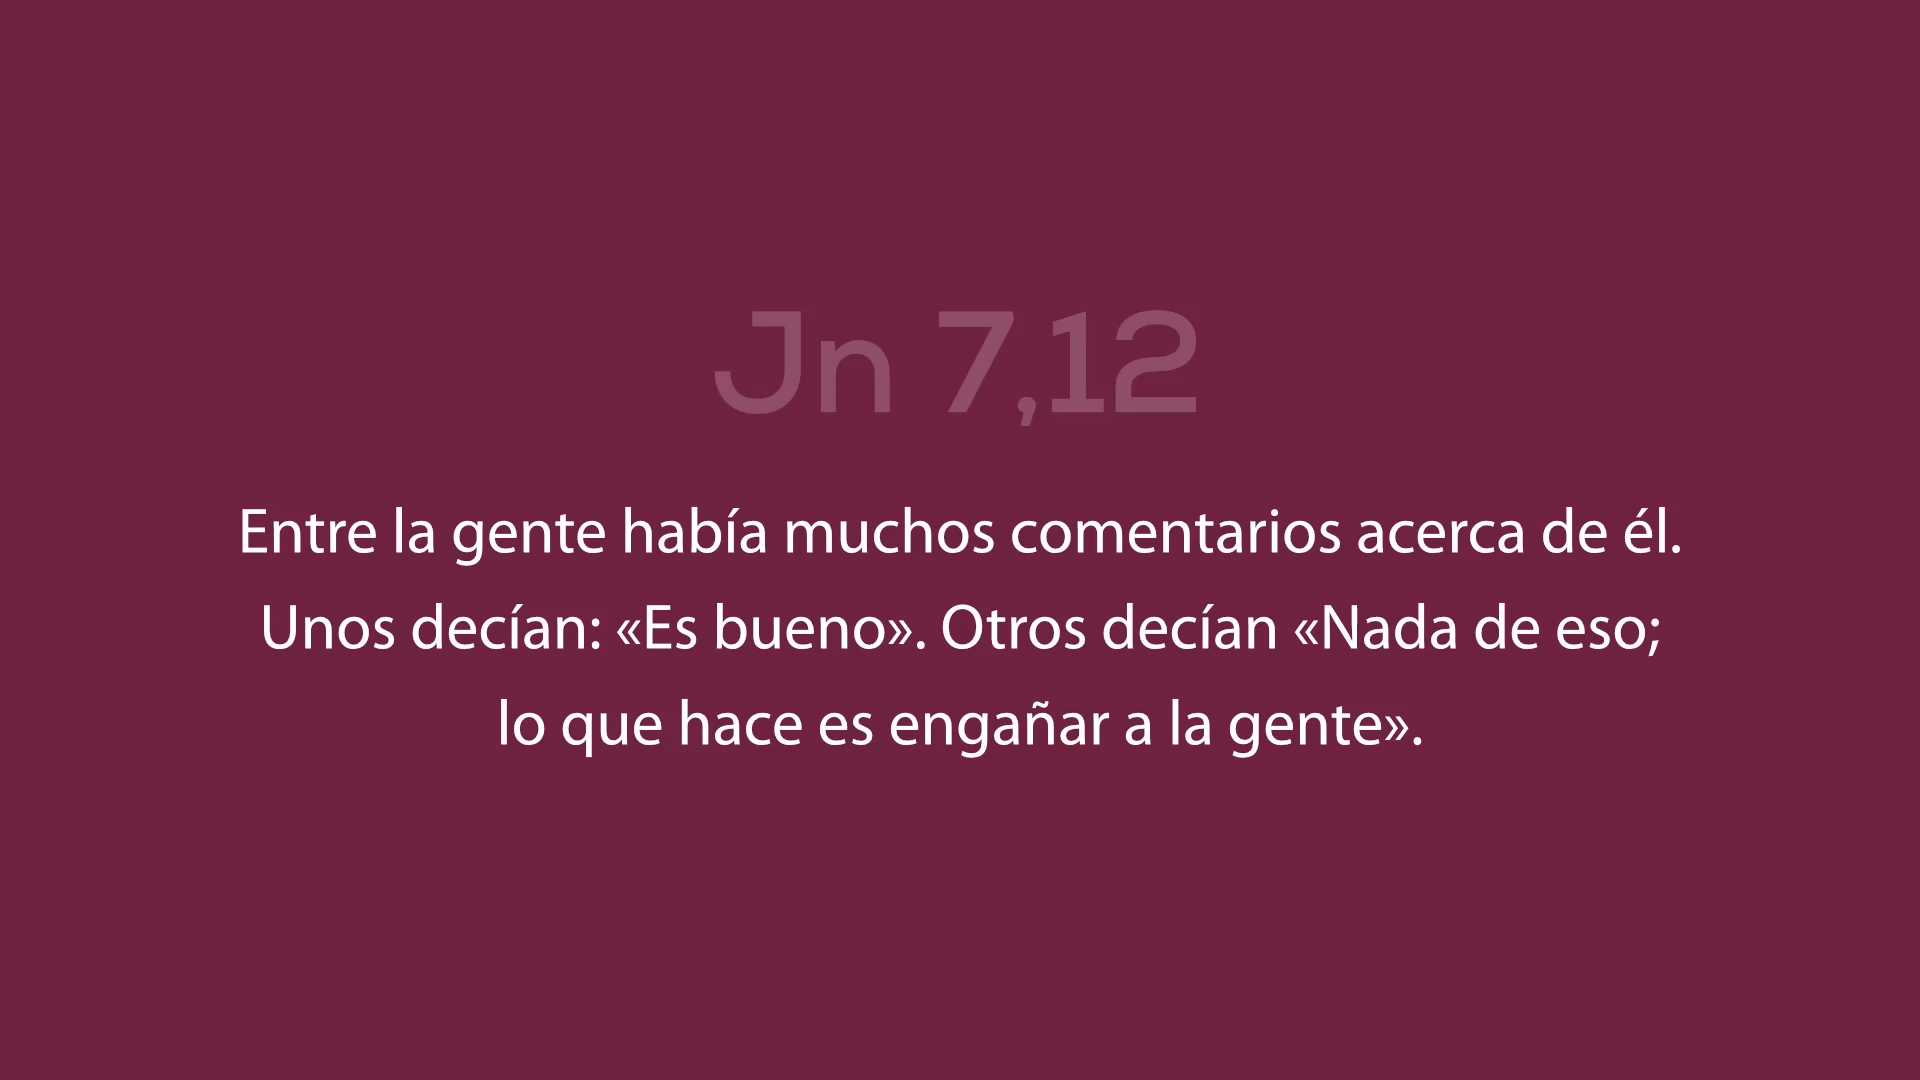 Jn 7,12
Entre la gente había muchos comentarios acerca de él.
Unos decían: «Es bueno». Otros decían «Nada de eso;
lo que hace es engañar a la gente».